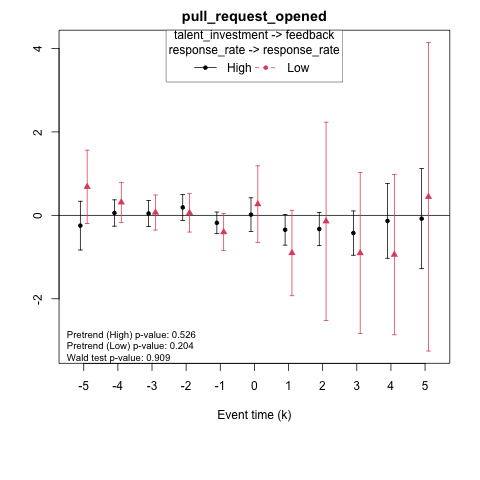 pull_request_opened
talent_investment -> feedback
response_rate -> response_rate
High Low
4
2
0
-2
Pretrend (High) p-value: 0.526
Pretrend (Low) p-value: 0.204
Wald test p-value: 0.909
-5 -4 -3 -2 -1 0 1 2 3 4 5
Event time (k)